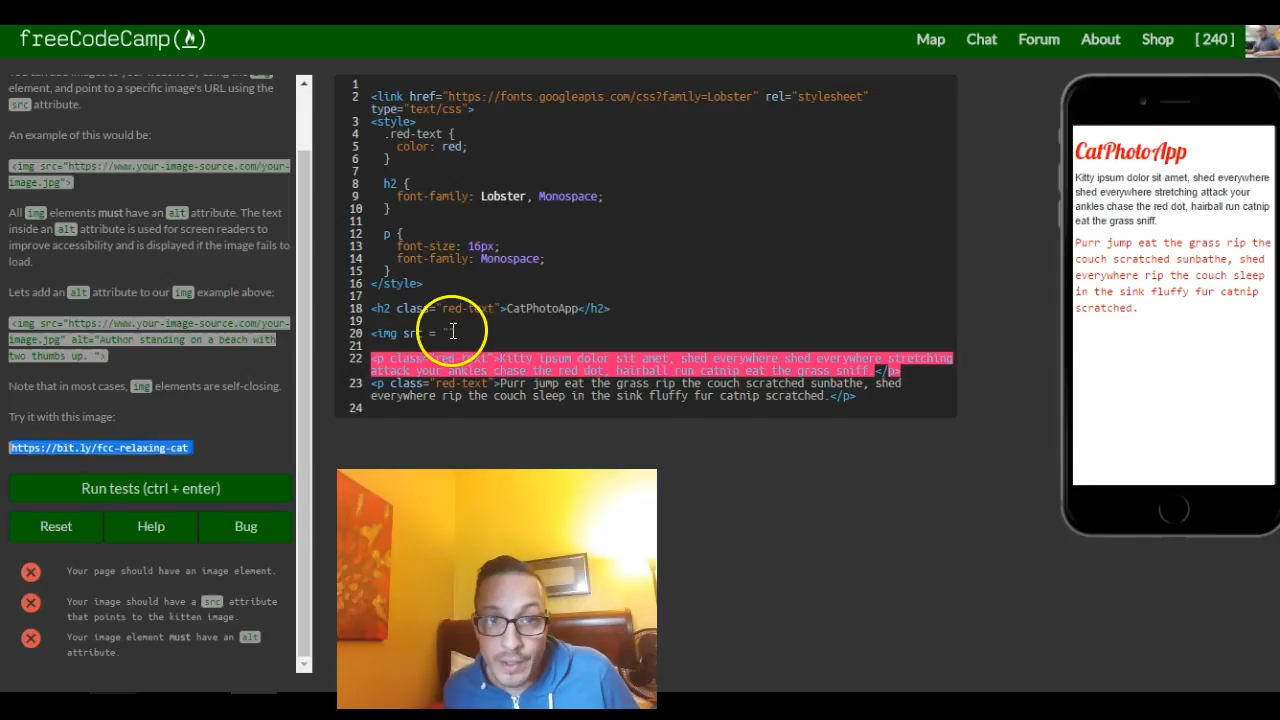 freeCodeCamp(
Map Chat Forum About Shop [ 240 ]
element, and point to a specific image's URL using the
src attribute.
An example of this would be:
<img src="https://www.your-image-source.com/your-
image.jpg">
All img elements must have an alt attribute. The text
inside an alt attribute is used for screen readers to
improve accessibility and is displayed if the image fails to
load.
Lets add an alt attribute to our img example above:
<img src="https://www.your-image-source.com/your-
image.jpg" alt="Author standing on a beach with
two thumbs up. ">
Note that in most cases, img elements are self-closing.
Try it with this image:
https://bit.ly/fcc-relaxing-cat
Run tests (ctrl + enter)
Reset Help Bug
Your page should have an image element.
Your image should have a src attribute
that points to the kitten image.
Your image element must have an alt
attribute.
1
2 <link href="https://fonts.googleapis.com/css?family=Lobster" rel="stylesheet"
type="text/css">
3 <style>
4 .red-text {
5 color: red;
6 }
7
8 h2 {
9 font-family: Lobster, Monospace;
10 }
11
12 p {
13 font-size: 16px;
14 font-family: Monospace;
15 }
16 </style>
17
18 <h2 class="red-text">CatPhotoApp</h2>
19
20 <img src = "
21
22 <p class="red-text">Kitty ipsum dolor sit amet, shed everywhere shed everywhere stretching
attack your ankles chase the red dot, hairball run catnip eat the grass sniff.</p>
23 <p class="red-text">Purr jump eat the grass rip the couch scratched sunbathe, shed
everywhere rip the couch sleep in the sink fluffy fur catnip scratched.</p>
24
CatPhotoApp
Kitty ipsum dolor sit amet, shed everywhere
shed everywhere stretching attack your
ankles chase the red dot, hairball run catnip
eat the grass sniff.
Purr jump eat the grass rip the
couch scratched sunbathe, shed
everywhere rip the couch sleep
in the sink fluffy fur catnip
scratched.